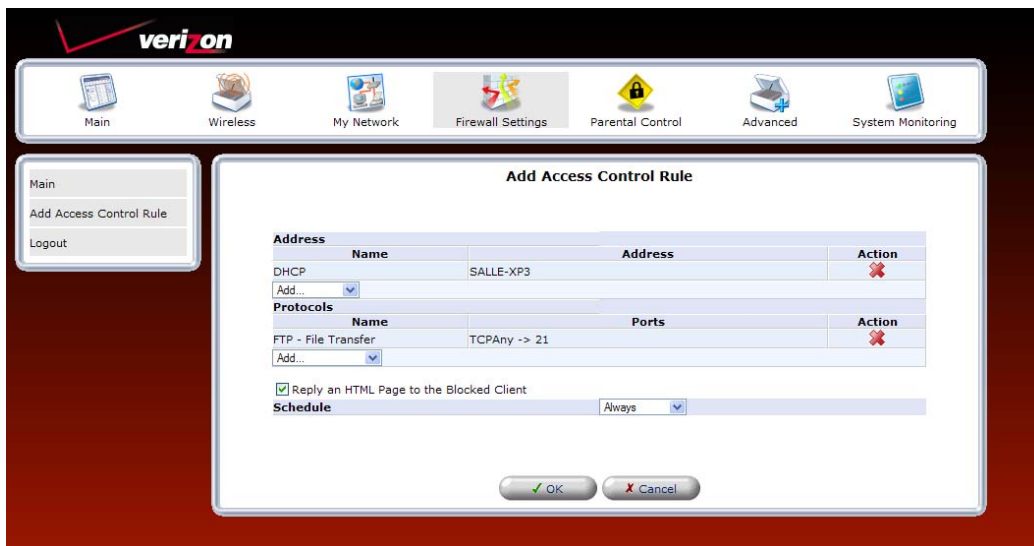 verizon
Main Wireless My Network Firewall Settings Parental Control Advanced System Monitoring
Main
Add Access Control Rule
Logout
Add Access Control Rule
Address
Name Address Action
DHCP SALLE-XP3
Add...
Protocols
Name Ports Action
FTP - File Transfer TCPAny -> 21
Add...
Reply an HTML Page to the Blocked Client
Schedule Always
OK Cancel